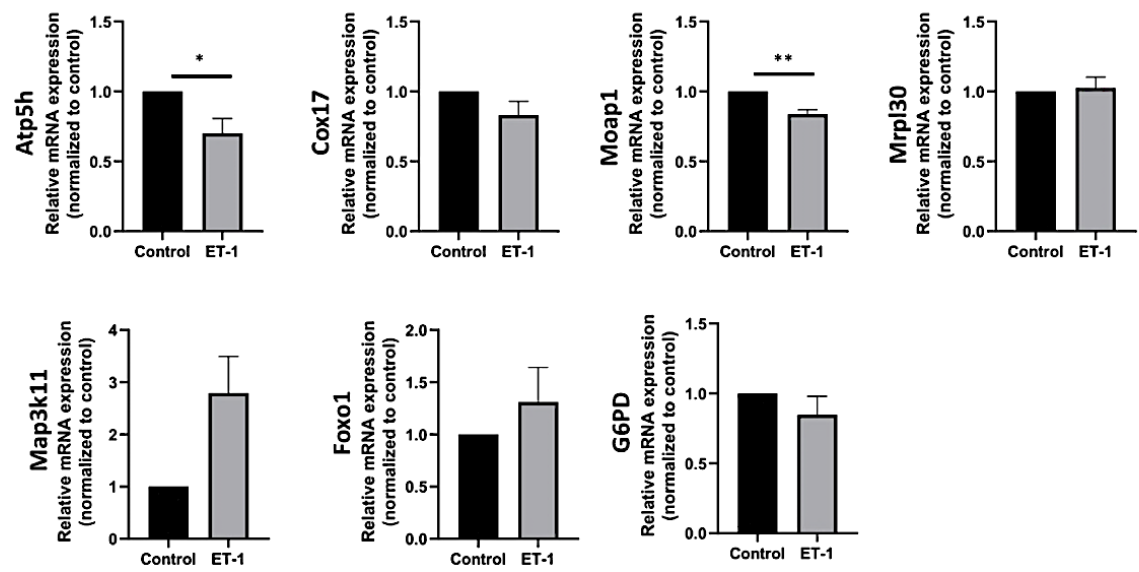 Atp5h
Relative mRNA expression
(normalized to control)
1.5
1.0
0.5
0.0
*
Control ET-1
Cox17
Relative mRNA expression
(normalized to control)
1.5
1.0
0.5
0.0
Control ET-1
Moap1
Relative mRNA expression
(normalized to control)
1.5
1.0
0.5
0.0
**
Control ET-1
Mrpl30
Relative mRNA expression
(normalized to control)
1.5
1.0
0.5
0.0
Control ET-1
Map3k11
Relative mRNA expression
(normalized to control)
4
3
2
1
0
Control ET-1
Foxo1
Relative mRNA expression
(normalized to control)
2.0
1.5
1.0
0.5
0.0
Control ET-1
G6PD
Relative mRNA expression
(normalized to control)
1.5
1.0
0.5
0.0
Control ET-1